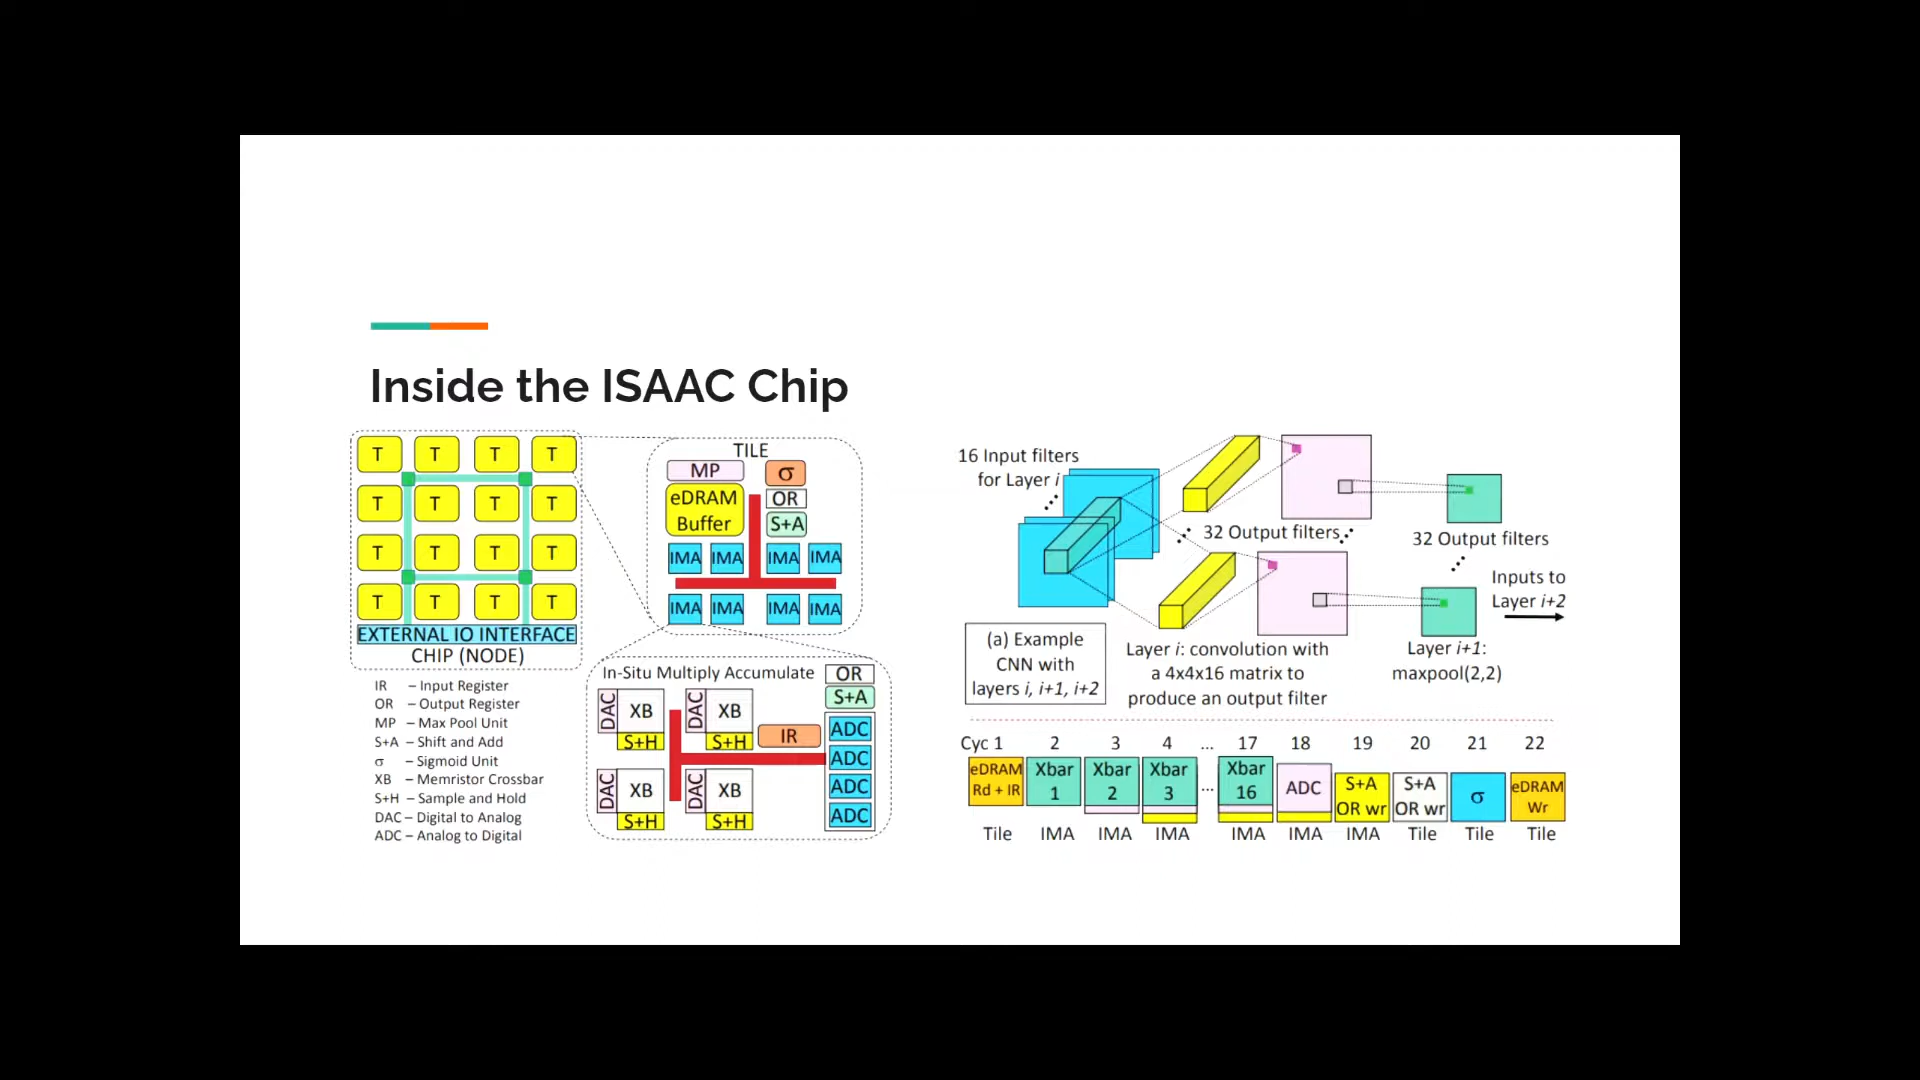 Inside the ISAAC Chip
T T T T
T T T T
T T T T
T T T T
EXTERNAL IO INTERFACE
CHIP (NODE)
TILE
MP
σ
eDRAM
Buffer
OR
S+A
IMA IMA IMA IMA
IMA IMA IMA IMA
IR – Input Register
OR – Output Register
MP – Max Pool Unit
S+A – Shift and Add
σ – Sigmoid Unit
XB – Memristor Crossbar
S+H – Sample and Hold
DAC – Digital to Analog
ADC – Analog to Digital
In-Situ Multiply Accumulate
OR
S+A
DAC XB DAC XB
S+H S+H
IR
DAC XB DAC XB
S+H S+H
ADC
ADC
ADC
ADC
16 Input filters
for Layer i
32 Output filters
32 Output filters
Inputs to
Layer i+2
(a) Example
CNN with
layers i, i+1, i+2
Layer i: convolution with
a 4x4x16 matrix to
produce an output filter
Layer i+1:
maxpool(2,2)
Cyc 1 2 3 4 ... 17 18 19 20 21 22
eDRAM
Rd + IR
Xbar
1
Xbar
2
Xbar
3
...
Xbar
16
ADC
S+A
OR wr
S+A
OR wr
σ
eDRAM
Wr
Tile IMA IMA IMA IMA IMA IMA Tile Tile Tile